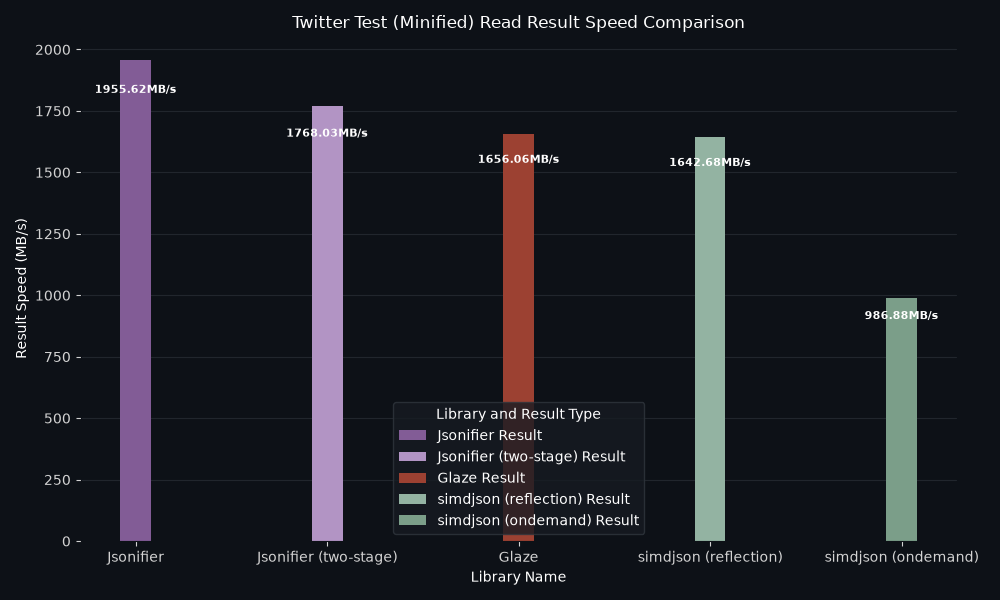 Twitter Test (Minified) Read Result Speed Comparison
2000
1750
1500
1250
1000
750
500
250
0
Result Speed (MB/s)
1955.62MB/s
1768.03MB/s
1656.06MB/s
1642.68MB/s
986.88MB/s
Library and Result Type
Jsonifier Result
Jsonifier (two-stage) Result
Glaze Result
simdjson (reflection) Result
simdjson (ondemand) Result
Jsonifier
Jsonifier (two-stage)
Glaze
simdjson (reflection)
simdjson (ondemand)
Library Name